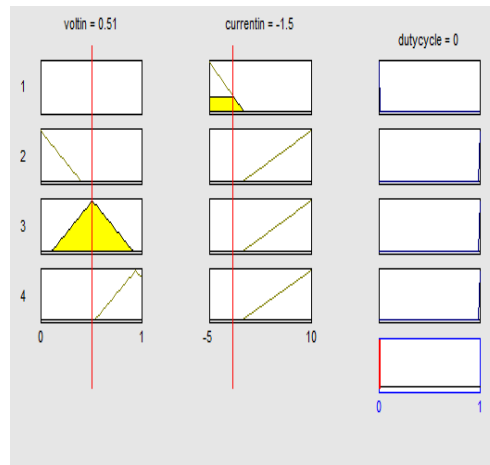 voltin = 0.51
currentin = -1.5
dutycycle = 0
1
2
3
4
0 1
-5 10
0 1